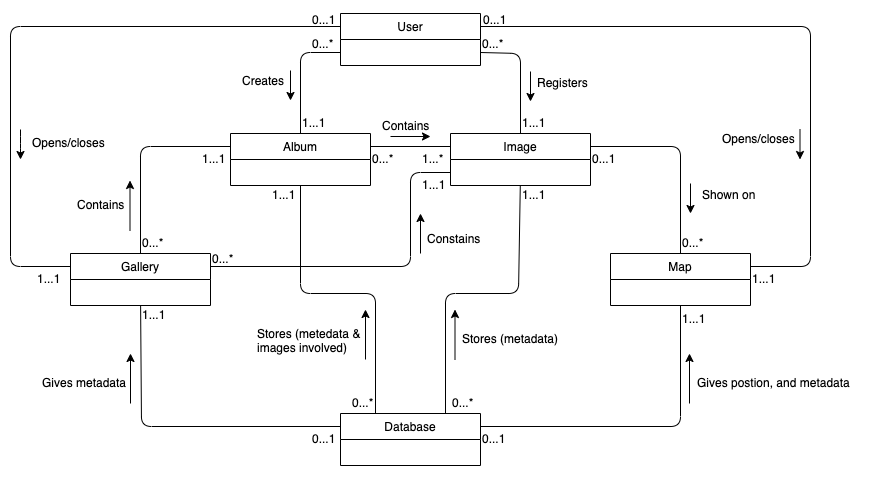 0...1
User
0...1
0...*
0...*
Creates
Registers
1...1
1...1
Opens/closes
Contains
Opens/closes
Album
Image
1...1
0...*
1...*
0...1
1...1
1...1
1...1
Contains
Constains
Shown on
0...*
0...*
0...*
Gallery
Map
1...1
1...1
1...1
1...1
Stores (metedata &
images involved)
Stores (metadata)
Gives metadata
Gives postion, and metadata
0...*
0...*
Database
0...1
0...1